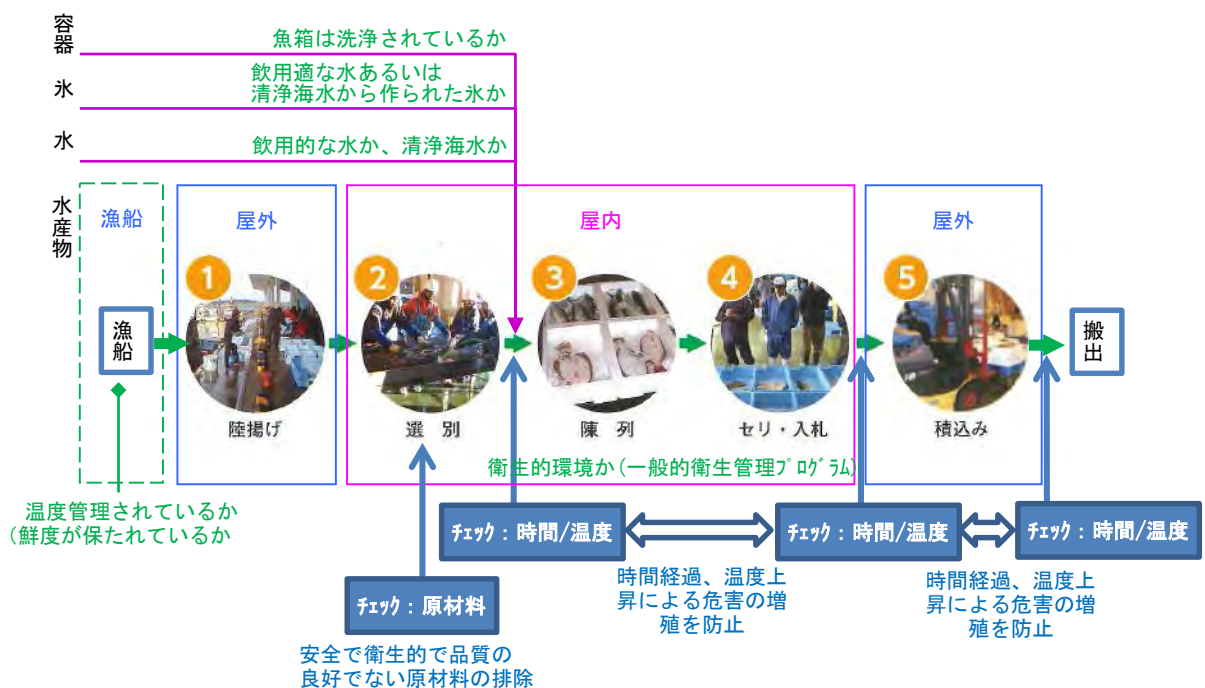 容器
魚箱は洗浄されているか
氷
飲用適な水あるいは
清浄海水から作られた氷か
水
飲用的な水か、清浄海水か
水産物
漁船
屋外
屋内
屋外
1
2
3
4
5
漁船
搬出
陸揚げ
選 別
陳 列
セリ・入札
積込み
衛生的環境か(一般的衛生管理ﾌﾟﾛｸﾞﾗﾑ)
温度管理されているか
(鮮度が保たれているか
ﾁｪｯｸ：時間/温度
ﾁｪｯｸ：時間/温度
ﾁｪｯｸ：時間/温度
時間経過、温度上
昇による危害の増
殖を防止
時間経過、温度上
昇による危害の増
殖を防止
ﾁｪｯｸ：原材料
安全で衛生的で品質の
良好でない原材料の排除